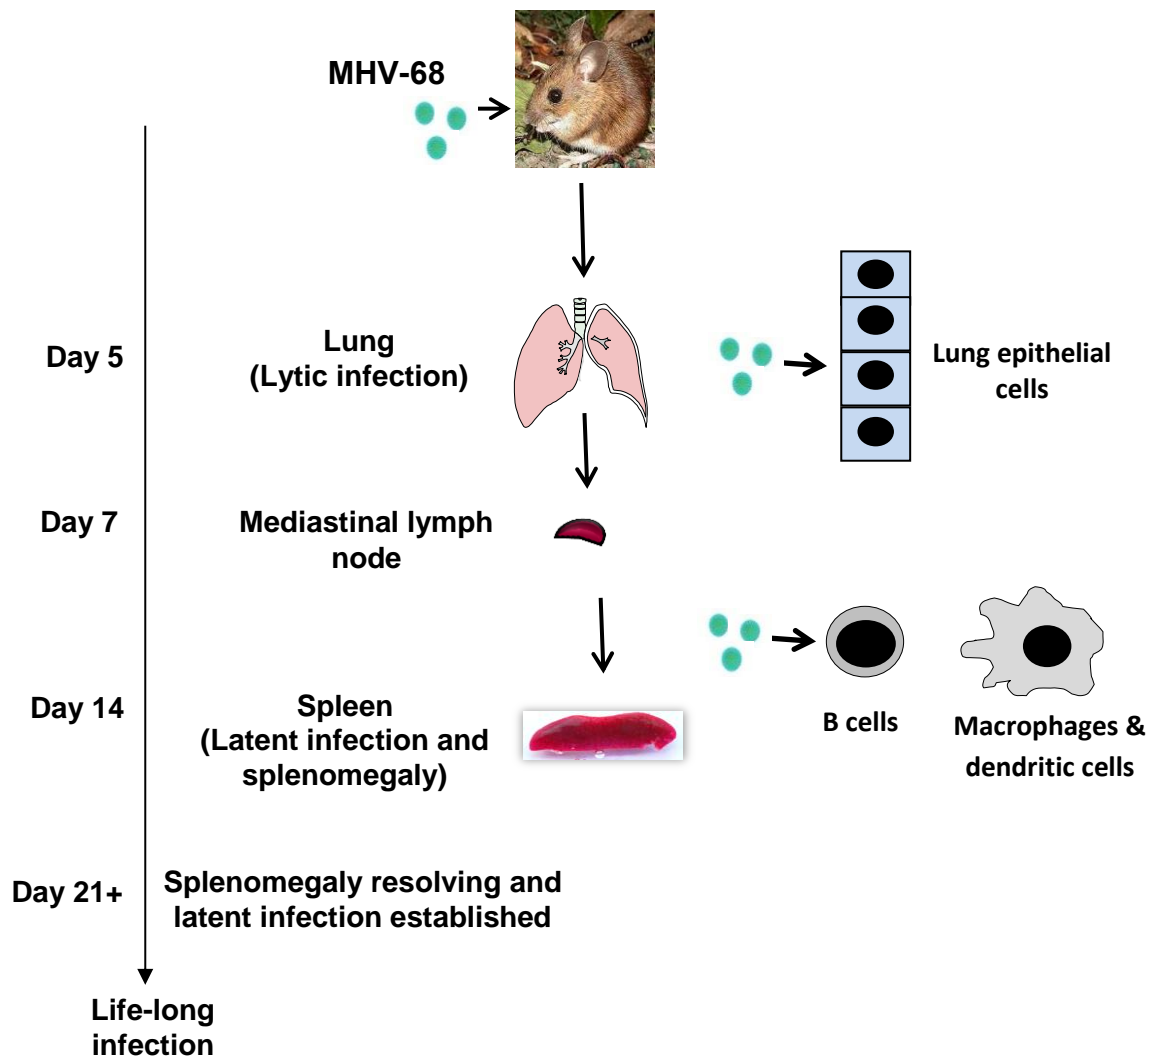 MHV-68
Day 5
Lung
(Lytic infection)
Lung epithelial
cells
Day 7
Mediastinal lymph
node
Day 14
Spleen
(Latent infection and
splenomegaly)
B cells
Macrophages &
dendritic cells
Day 21+
Splenomegaly resolving and
latent infection established
Life-long
infection